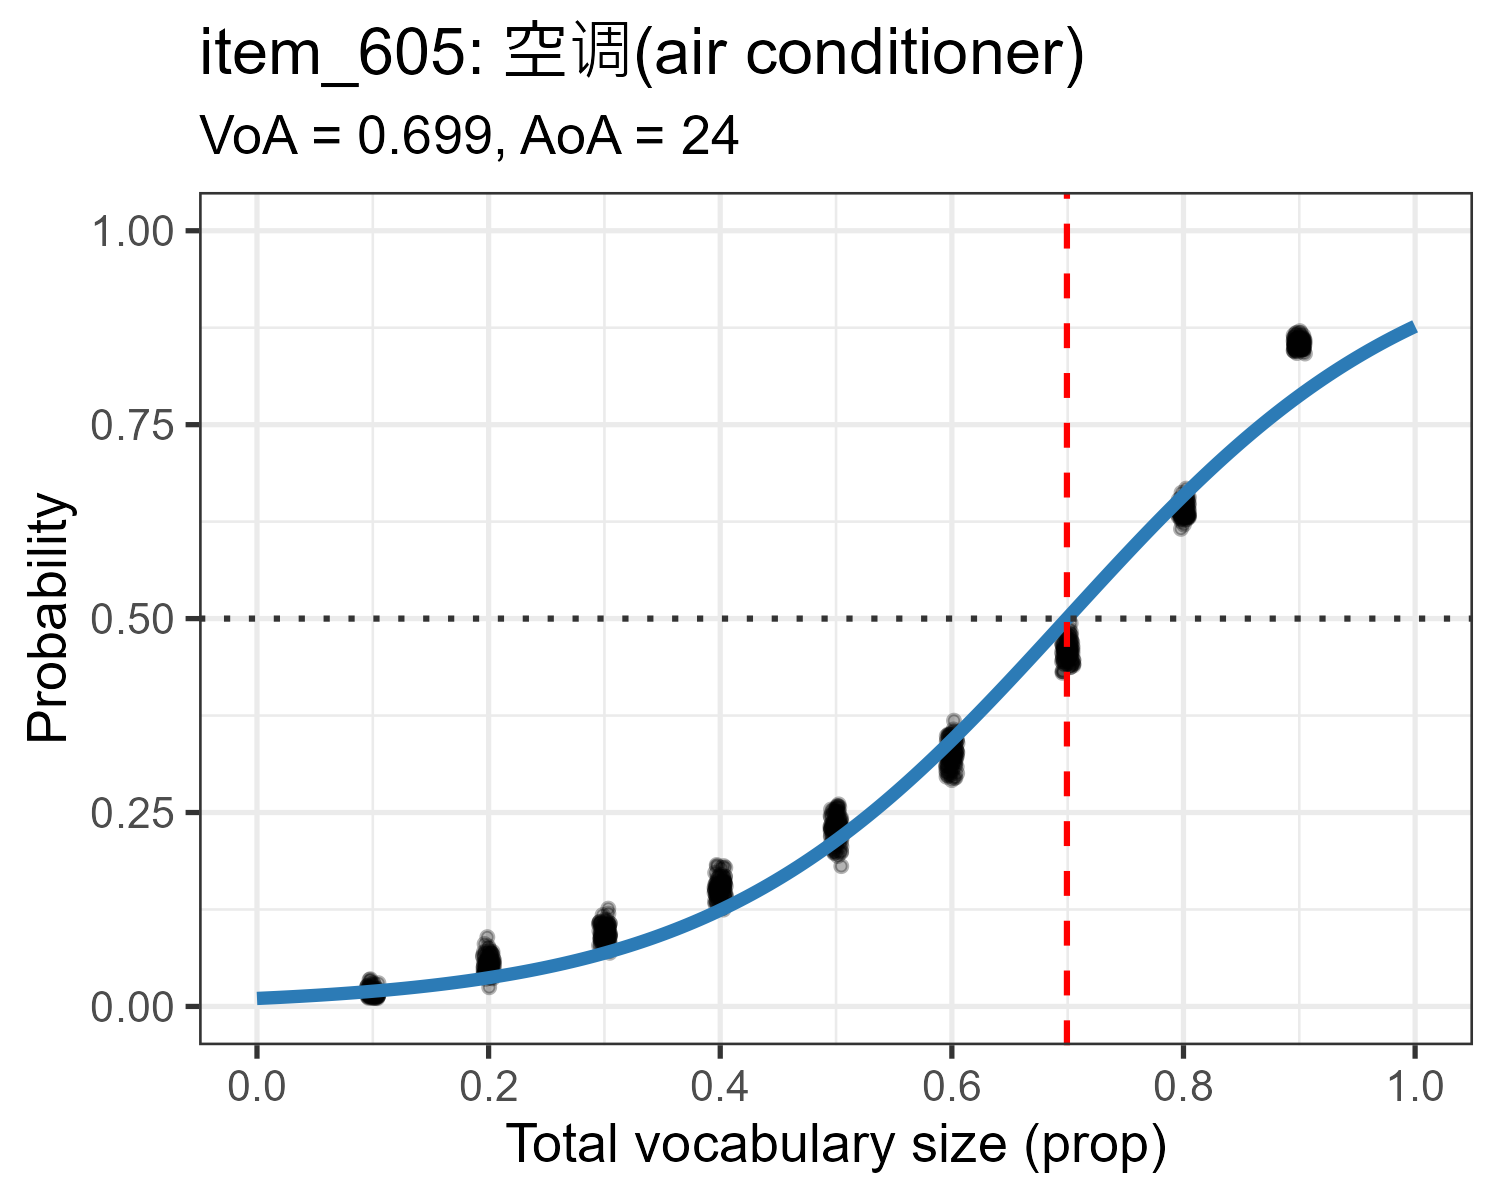 item_605: 空调(air conditioner)
VoA = 0.699, AoA = 24
1.00
0.75
0.50
0.25
0.00
Probability
0.0 0.2 0.4 0.6 0.8 1.0
Total vocabulary size (prop)